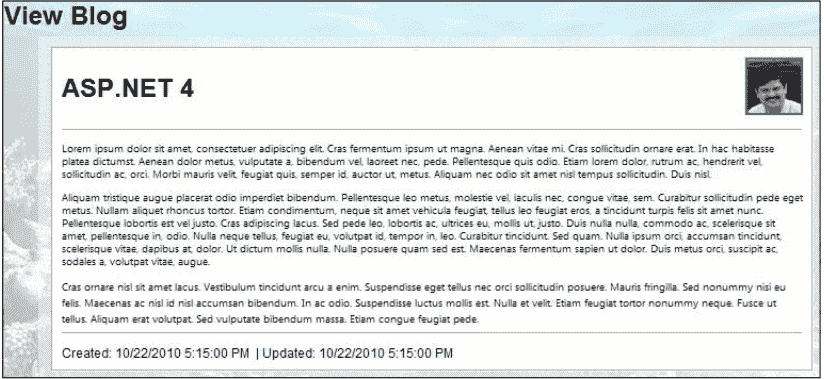 View Blog
ASP.NET 4
Lorem ipsum dolor sit amet, consectetuer adipiscing elit. Cras fermentum ipsum ut magna. Aenean vitae mi. Cras sollicitudin ornare erat. In hac habitasse
platea dictumst. Aenean dolor metus, vulputate a, bibendum vel, laoreet nec, pede. Pellentesque quis odio. Etiam lorem dolor, rutrum ac, hendrerit vel,
sollicitudin ac, orci. Morbi mauris velit, feugiat quis, semper id, auctor ut, metus. Aliquam nec odio sit amet nisl tempus sollicitudin. Duis nisl.
Aliquam tristique augue placerat odio imperdiet bibendum. Pellentesque leo metus, molestie vel, iaculis nec, congue vitae, sem. Curabitur sollicitudin pede eget
metus. Nullam aliquet rhoncus tortor. Etiam condimentum, neque sit amet vehicula feugiat, tellus leo feugiat eros, a tincidunt turpis felis sit amet nunc.
Pellentesque lobortis est vel justo. Cras adipiscing lacus. Sed pede leo, lobortis ac, ultrices eu, mollis ut, justo. Duis nulla nulla, commodo ac, scelerisque sit
amet, pellentesque in, odio. Nulla neque tellus, feugiat eu, volutpat id, tempor in, leo. Curabitur tincidunt. Sed quam. Nulla ipsum orci, accumsan tincidunt,
scelerisque vitae, dapibus at, dolor. Ut dictum mollis nulla. Nulla posuere quam sed est. Maecenas fermentum sapien ut dolor. Duis metus orci, suscipit ac,
sodales a, volutpat vitae, augue.
Cras ornare nisl sit amet lacus. Vestibulum tincidunt arcu a enim. Suspendisse eget tellus nec orci sollicitudin posuere. Mauris fringilla. Sed nonummy nisi eu
felis. Maecenas ac nisl id nisl accumsan bibendum. In ac odio. Suspendisse luctus mollis est. Nulla et velit. Etiam feugiat tortor nonummy neque. Fusce ut
tellus. Aliquam erat volutpat. Sed vulputate bibendum massa. Etiam congue feugiat pede.
Created: 10/22/2010 5:15:00 PM | Updated: 10/22/2010 5:15:00 PM